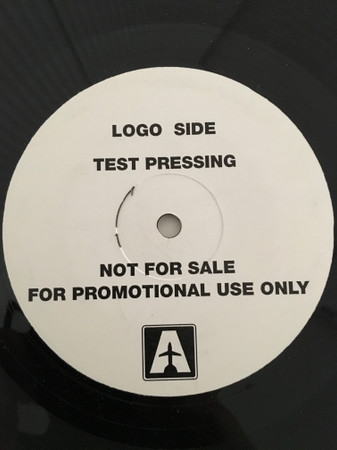 LOGO SIDE
TEST PRESSING
NOT FOR SALE
FOR PROMOTIONAL USE ONLY
A